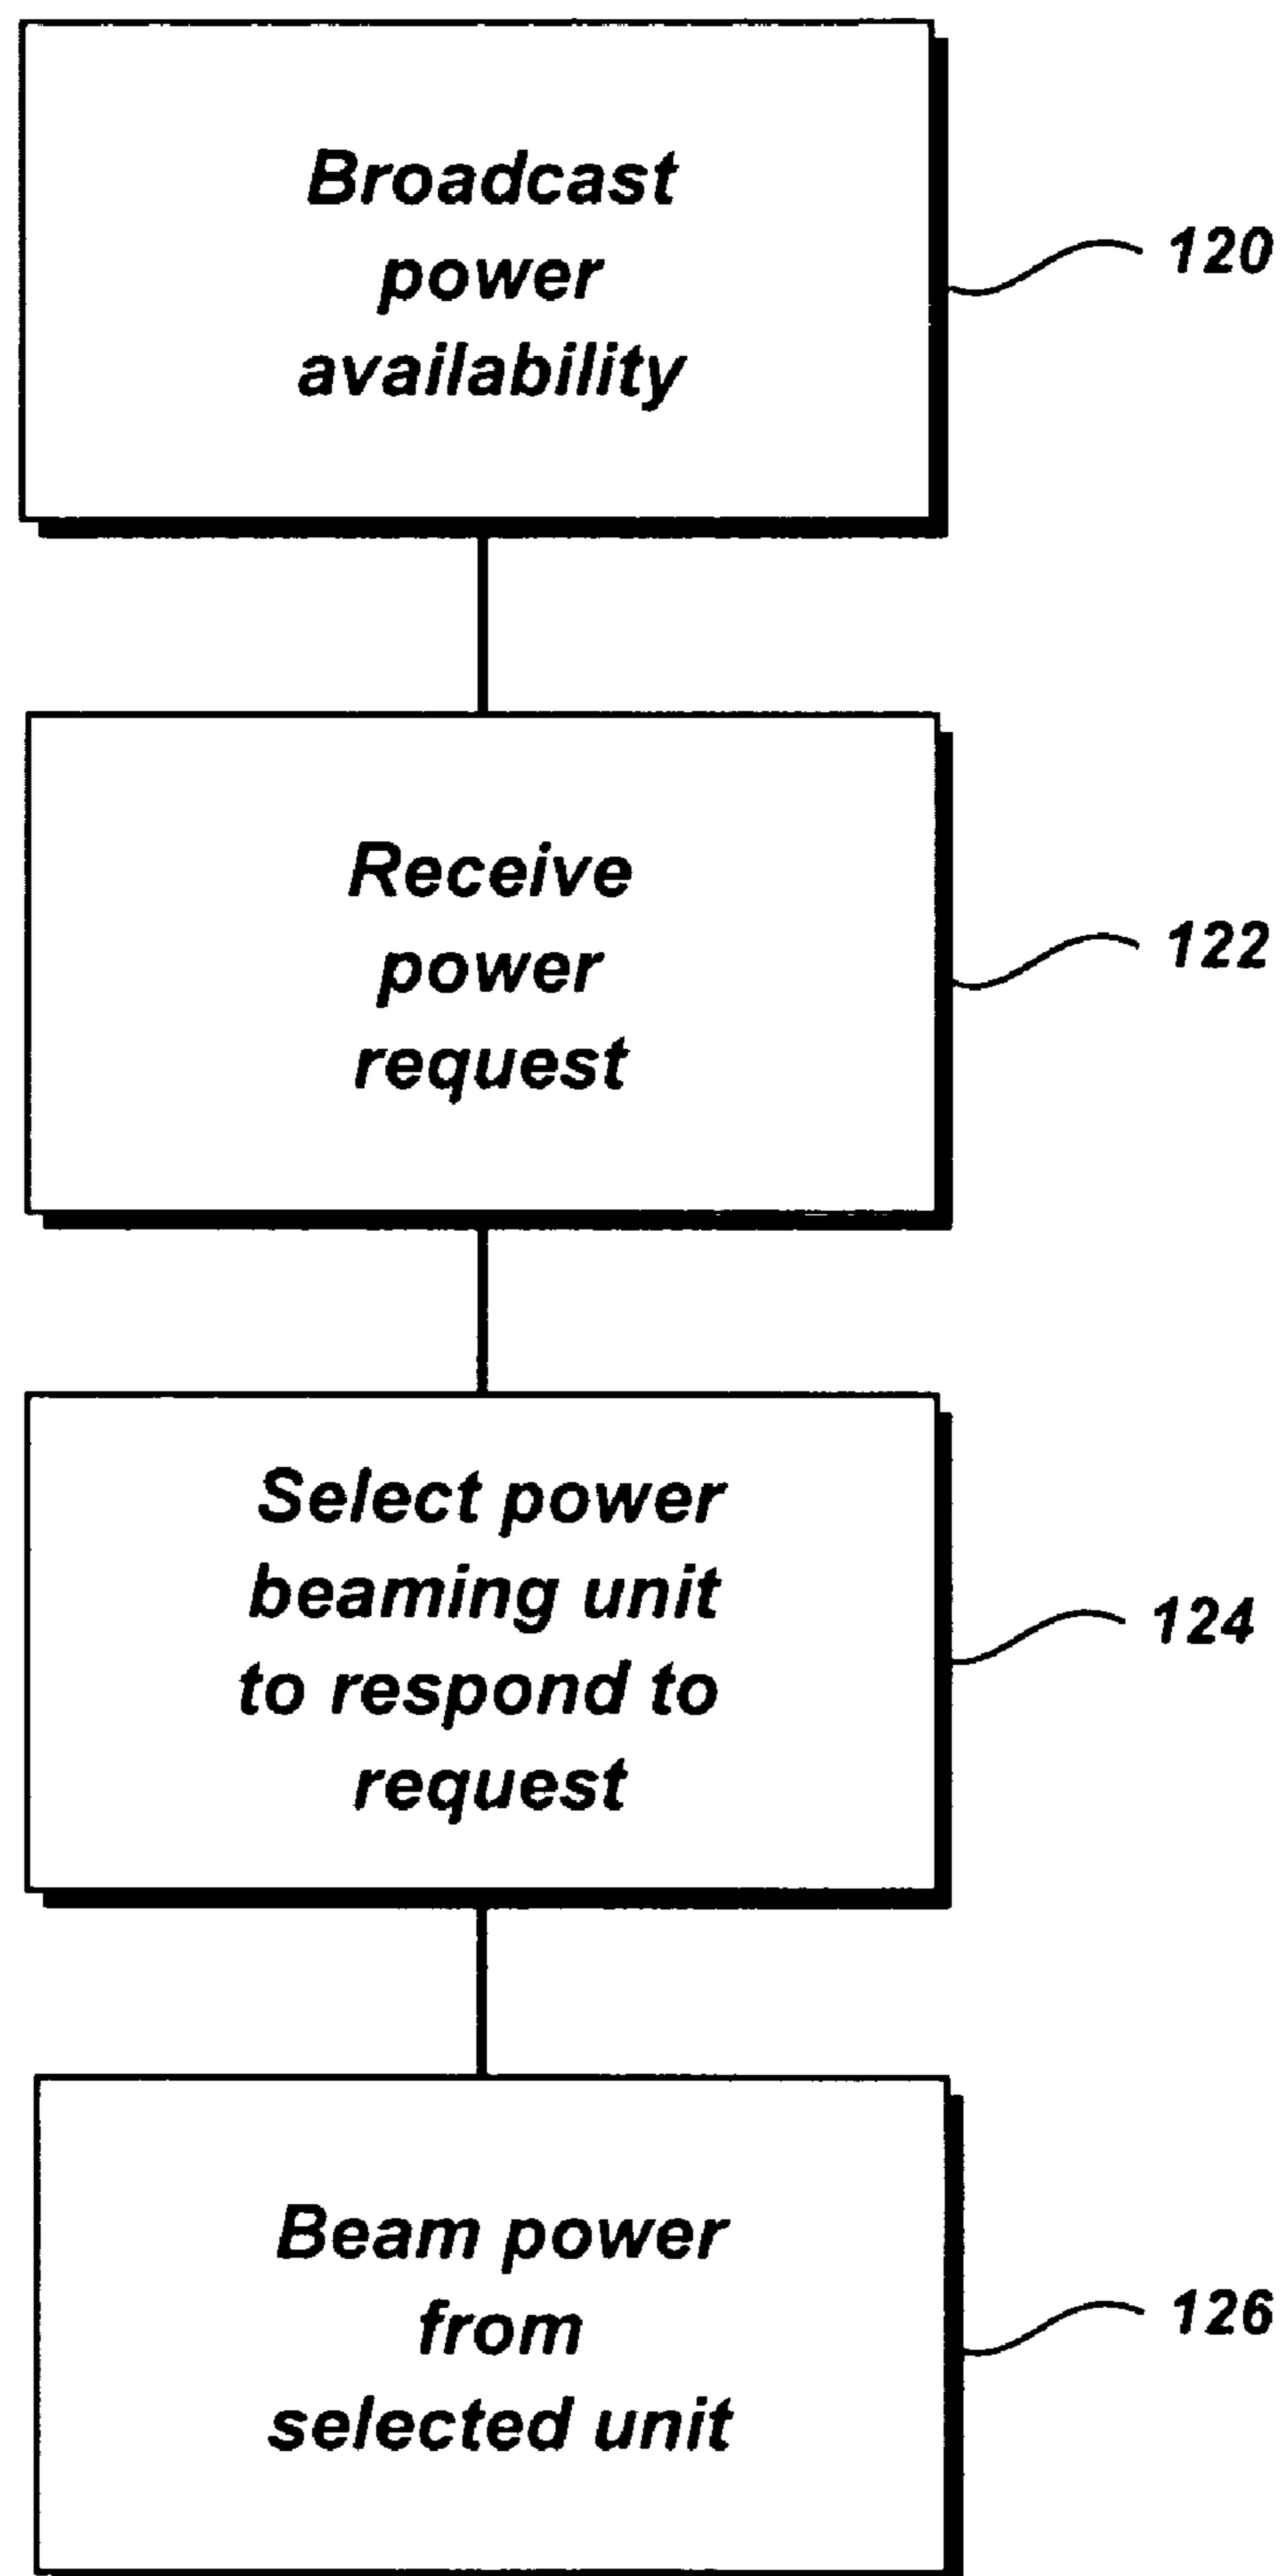 Broadcast
power
availability
120
Receive
power
request
122
Select power
beaming unit
to respond to
request
124
Beam power
from
selected unit
126